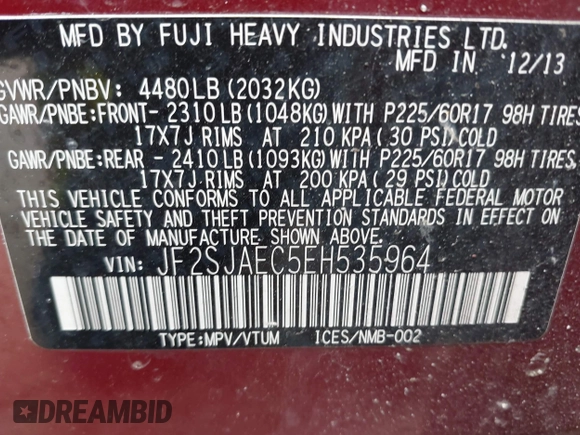 MFD BY FUJI HEAVY INDUSTRIES LTD.
MFD IN 12/13
GVWR/PNBV: 4480LB (2032KG)
GAWR/PNBE:FRONT- 2310LB(1048KG)WITH P225/60R17 98H TIRES,
17X7J RIMS AT 210 KPA(30 PSI)COLD
GAWR/PNBE:REAR - 2410LB(1093KG)WITH P225/60R17 98H TIRES,
17X7J RIMS AT 200 KPA(29 PSI)COLD
THIS VEHICLE CONFORMS TO ALL APPLICABLE FEDERAL MOTOR
VEHICLE SAFETY AND THEFT PREVENTION STANDARDS IN EFFECT ON
THE DATE OF MANUFACTURE SHOWN ABOVE.
VIN: JF2SJAEC5EH535964
TYPE:MPV/VTUM ICES/NMB-002
DREAMBID